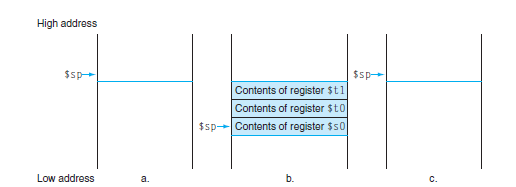 High address
$sp
$sp
Contents of register $t1
Contents of register $t0
$sp Contents of register $s0
Low address a. b. c.